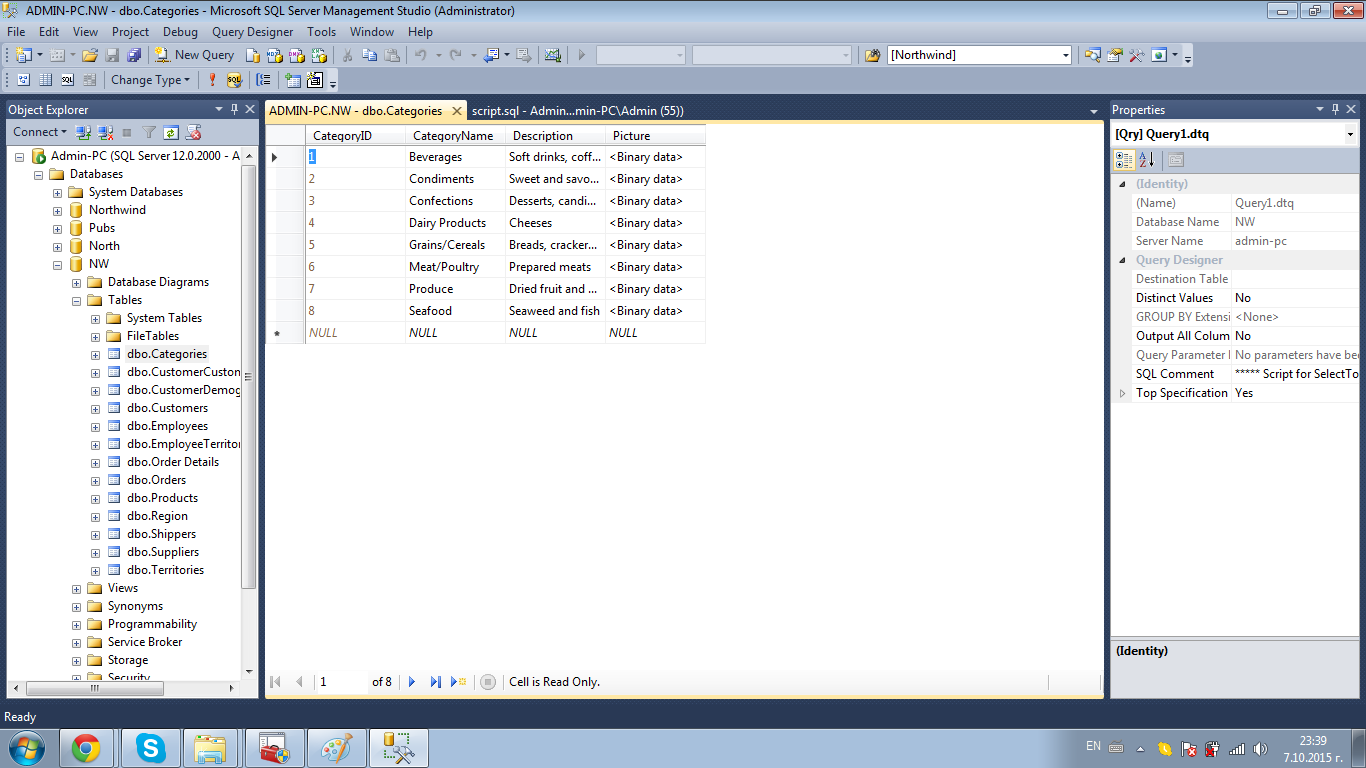 ADMIN-PC.NW - dbo.Categories - Microsoft SQL Server Management Studio (Administrator)
File Edit View Project Debug Query Designer Tools Window Help
New Query [Northwind]
Change Type
Object Explorer
Connect
Admin-PC (SQL Server 12.0.2000 - A
Databases
System Databases
Northwind
Pubs
North
NW
Database Diagrams
Tables
System Tables
FileTables
dbo.Categories
dbo.CustomerCuston
dbo.CustomerDemog
dbo.Customers
dbo.Employees
dbo.EmployeeTerrito
dbo.Order Details
dbo.Orders
dbo.Products
dbo.Region
dbo.Shippers
dbo.Suppliers
dbo.Territories
Views
Synonyms
Programmability
Service Broker
Storage
Security
ADMIN-PC.NW - dbo.Categories script.sql - Admin...min-PC\Admin (55))
CategoryID CategoryName Description Picture
1 Beverages Soft drinks, coff... <Binary data>
2 Condiments Sweet and savo... <Binary data>
3 Confections Desserts, candi... <Binary data>
4 Dairy Products Cheeses <Binary data>
5 Grains/Cereals Breads, cracker... <Binary data>
6 Meat/Poultry Prepared meats <Binary data>
7 Produce Dried fruit and ... <Binary data>
8 Seafood Seaweed and fish <Binary data>
NULL NULL NULL NULL
1 of 8 Cell is Read Only.
Properties
[Qry] Query1.dtq
(Identity)
(Name) Query1.dtq
Database Name NW
Server Name admin-pc
Query Designer
Destination Table
Distinct Values No
GROUP BY Extensi <None>
Output All Colum No
Query Parameter No parameters have bee
SQL Comment ***** Script for SelectTo
Top Specification Yes
(Identity)
Ready
EN
23:39
7.10.2015 г.